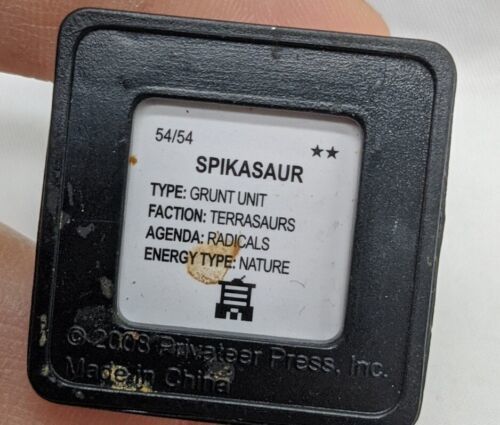 54/54
★★
SPIKASAUR
TYPE: GRUNT UNIT
FACTION: TERRASAURS
AGENDA: RADICALS
ENERGY TYPE: NATURE
© 2008 Privateer Press, Inc.
Made in China